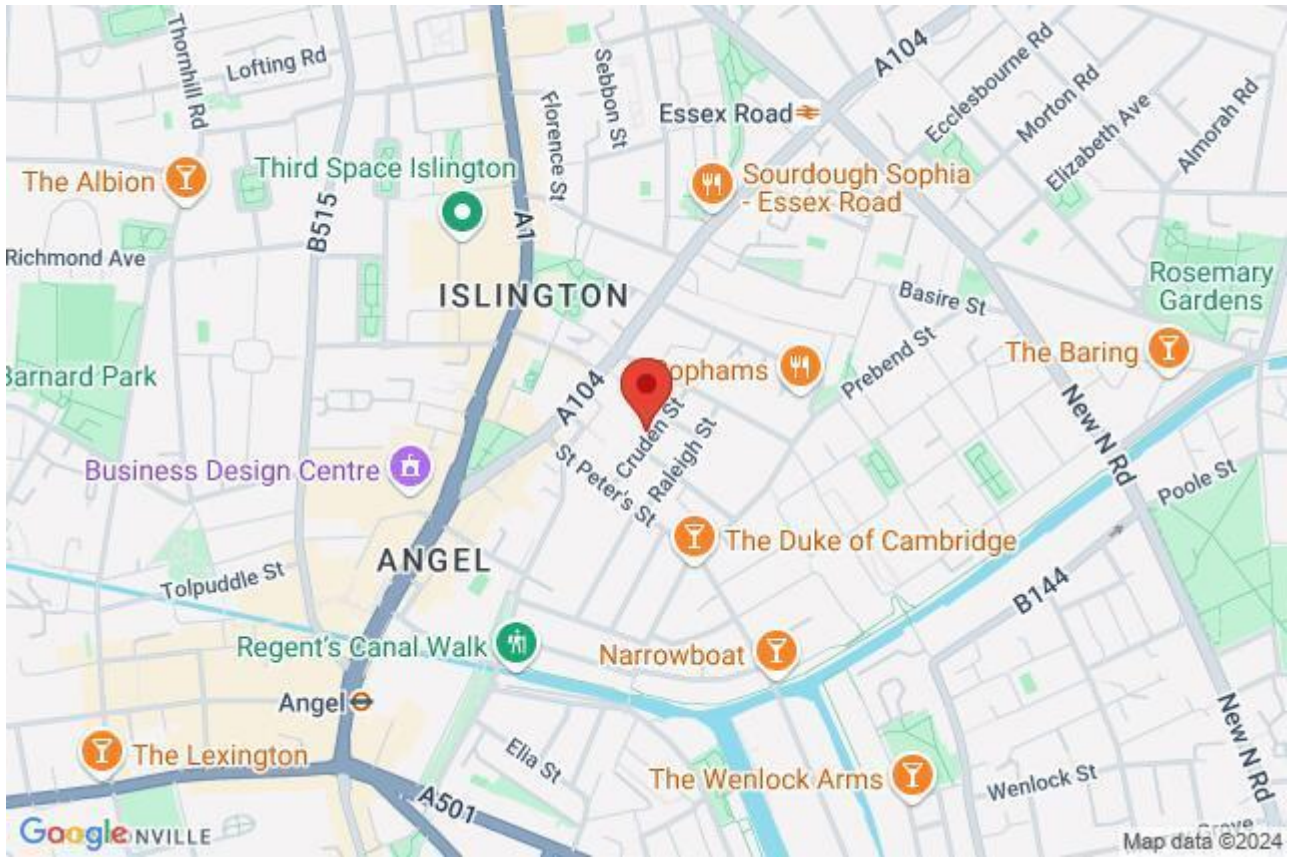 Thornhill Rd
Lofting Rd
Sebbon St
Florence St
A104
Essex Road
Ecclesbourne Rd
Morton Rd
Elizabeth Ave
Almorah Rd
The Albion
Third Space Islington
Sourdough Sophia
- Essex Road
B515
A1
Richmond Ave
ISLINGTON
Basire St
Rosemary
Gardens
Barnard Park
A104
ophams
Prebend St
The Baring
New N Rd
Cruden St
Raleigh St
St Peter's St
Business Design Centre
Poole St
ANGEL
The Duke of Cambridge
Tolpuddle St
B144
Regent's Canal Walk
Narrowboat
Angel
New N Rd
The Lexington
Elia St
The Wenlock Arms
Wenlock St
A501
Google
ONVILLE
Map data ©2024